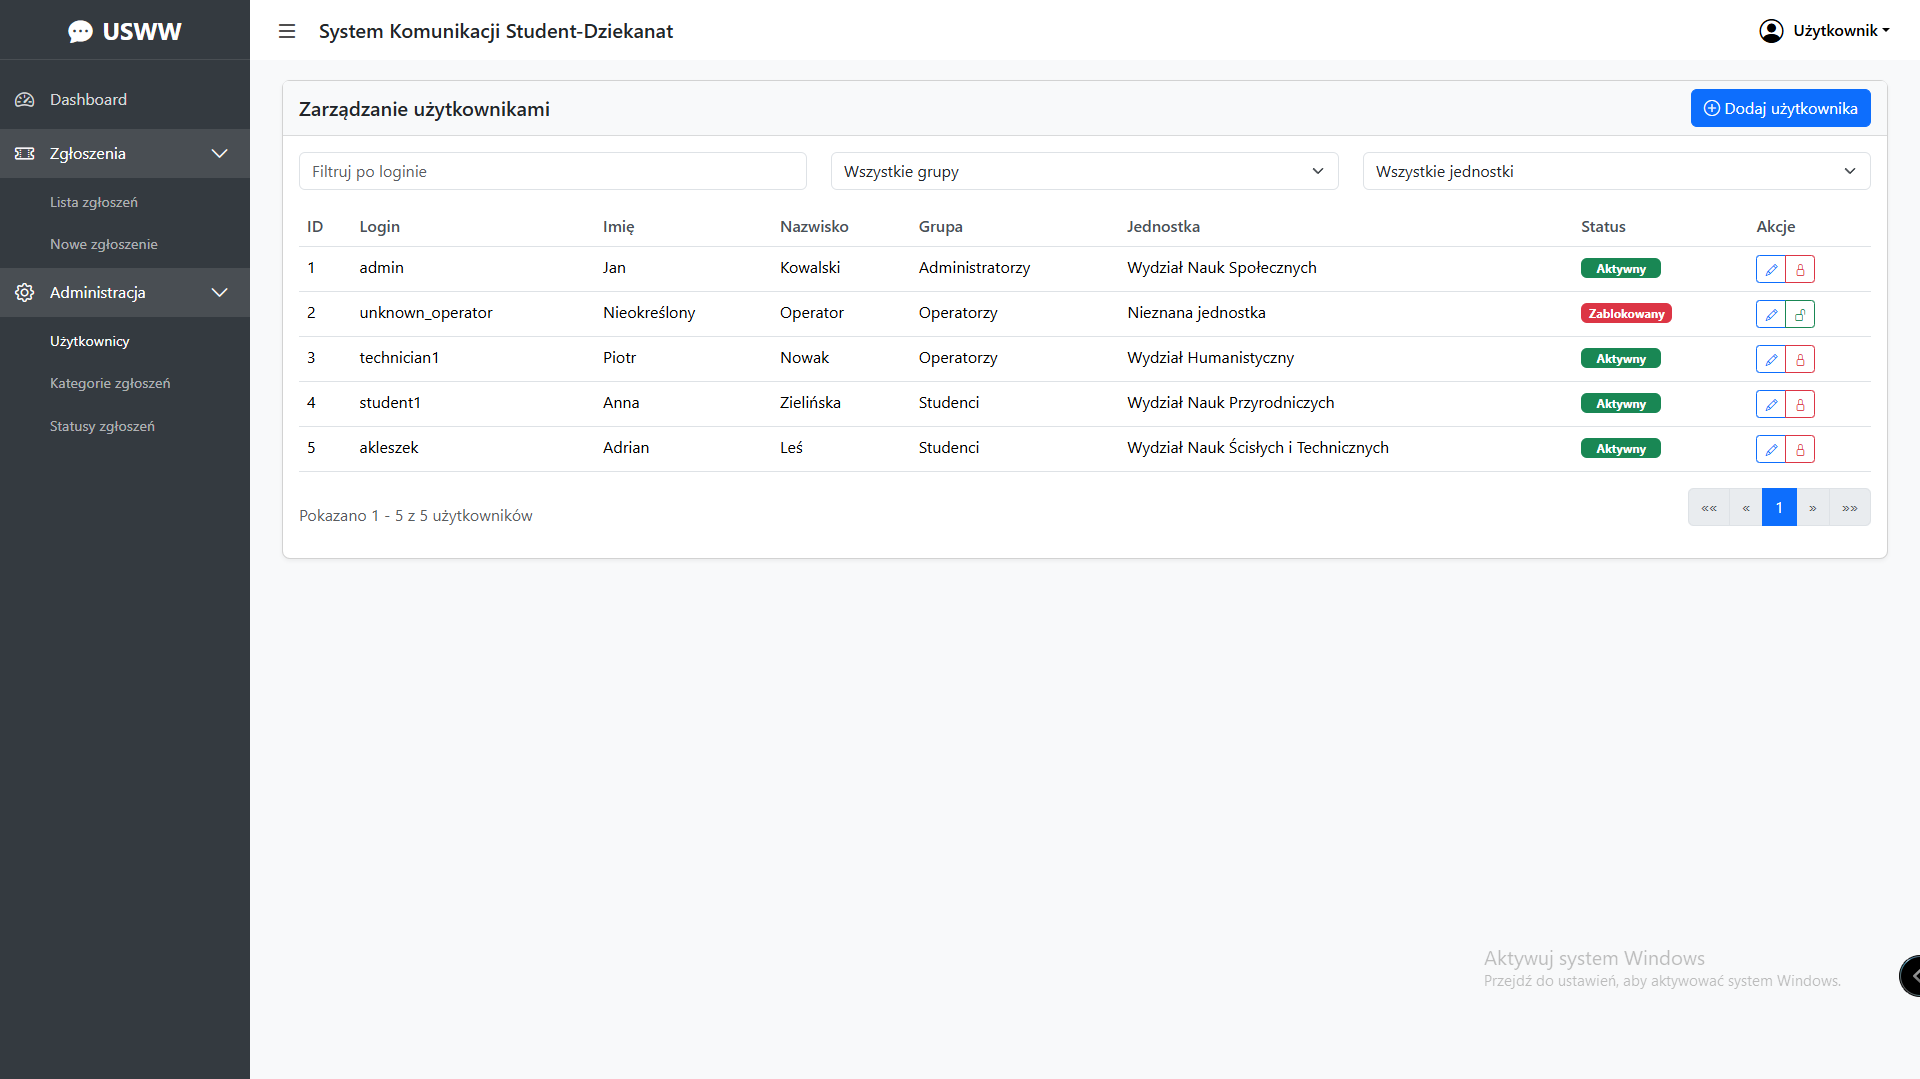 USWW
System Komunikacji Student-Dziekanat
Użytkownik
Dashboard
Zgłoszenia
Lista zgłoszeń
Nowe zgłoszenie
Administracja
Użytkownicy
Kategorie zgłoszeń
Statusy zgłoszeń
Zarządzanie użytkownikami
Dodaj użytkownika
Filtruj po loginie
Wszystkie grupy
Wszystkie jednostki
ID Login Imię Nazwisko Grupa Jednostka Status Akcje
1 admin Jan Kowalski Administratorzy Wydział Nauk Społecznych Aktywny
2 unknown_operator Nieokreślony Operator Operatorzy Nieznana jednostka Zablokowany
3 technician1 Piotr Nowak Operatorzy Wydział Humanistyczny Aktywny
4 student1 Anna Zielińska Studenci Wydział Nauk Przyrodniczych Aktywny
5 akleszek Adrian Leś Studenci Wydział Nauk Ścisłych i Technicznych Aktywny
Pokazano 1 - 5 z 5 użytkowników
«« « 1 » »»
Aktywuj system Windows
Przejdź do ustawień, aby aktywować system Windows.